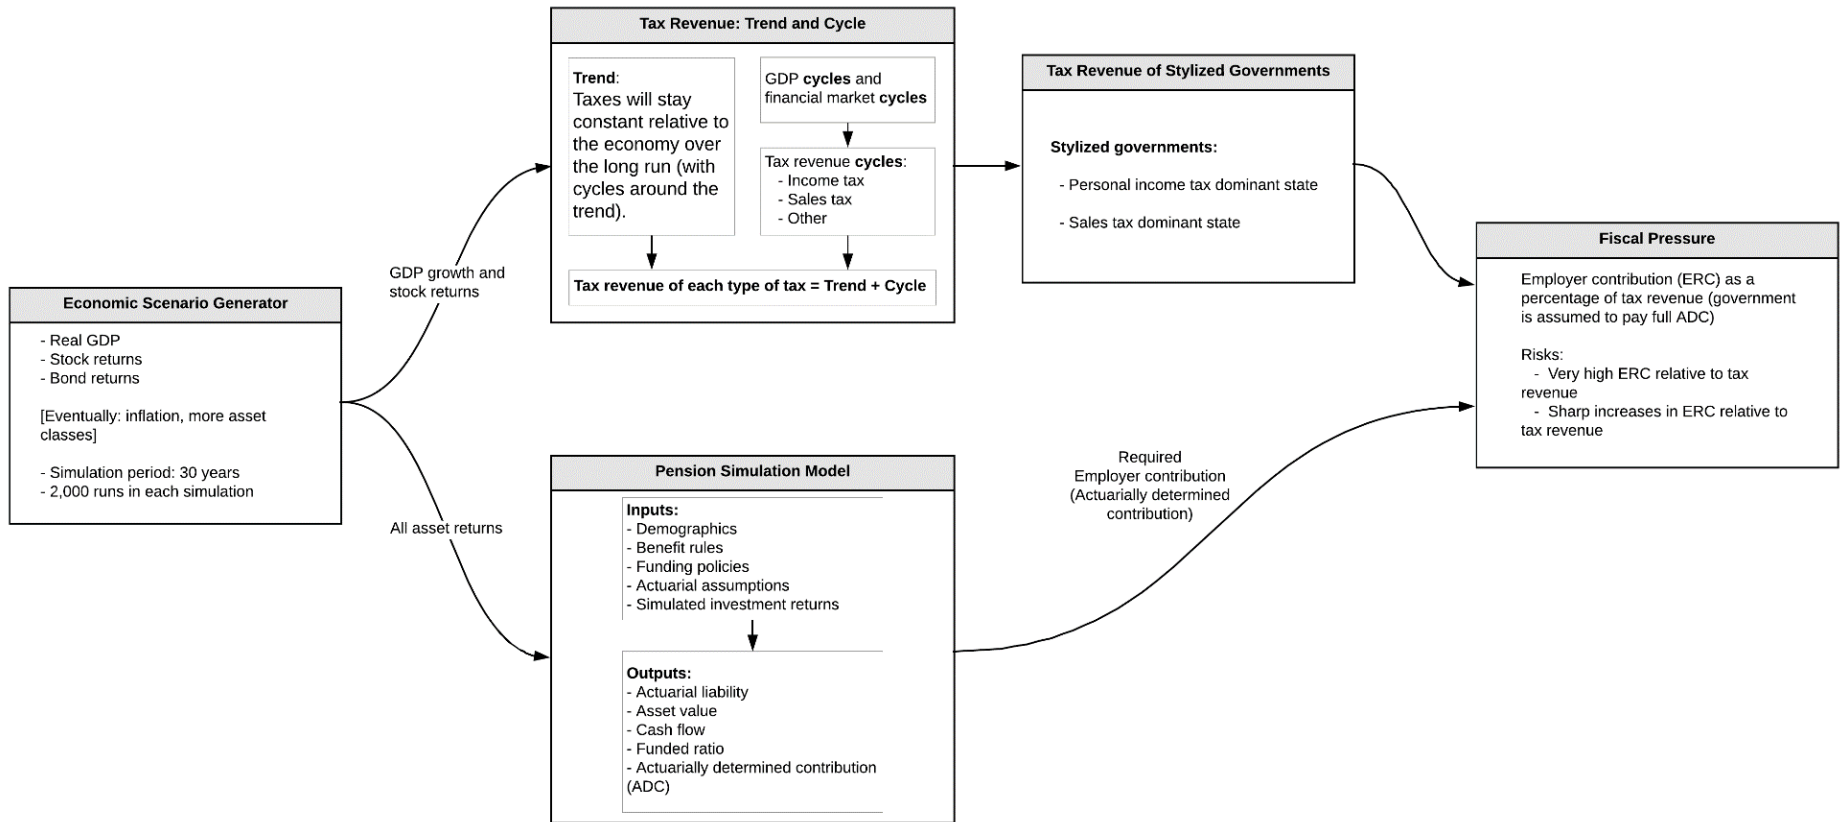 Economic Scenario Generator
- Real GDP
- Stock returns
- Bond returns
[Eventually: inflation, more asset
classes]
- Simulation period: 30 years
- 2,000 runs in each simulation
GDP growth and
stock returns
All asset returns
Tax Revenue: Trend and Cycle
Trend:
Taxes will stay
constant relative to
the economy over
the long run (with
cycles around the
trend).
GDP cycles and
financial market cycles
Tax revenue cycles:
- Income tax
- Sales tax
- Other
Tax revenue of each type of tax = Trend + Cycle
Pension Simulation Model
Inputs:
- Demographics
- Benefit rules
- Funding policies
- Actuarial assumptions
- Simulated investment returns
Outputs:
- Actuarial liability
- Asset value
- Cash flow
- Funded ratio
- Actuarially determined contribution
(ADC)
Tax Revenue of Stylized Governments
Stylized governments:
- Personal income tax dominant state
- Sales tax dominant state
Required
Employer contribution
(Actuarially determined
contribution)
Fiscal Pressure
Employer contribution (ERC) as a
percentage of tax revenue (government
is assumed to pay full ADC)
Risks:
- Very high ERC relative to tax
revenue
- Sharp increases in ERC relative to
tax revenue